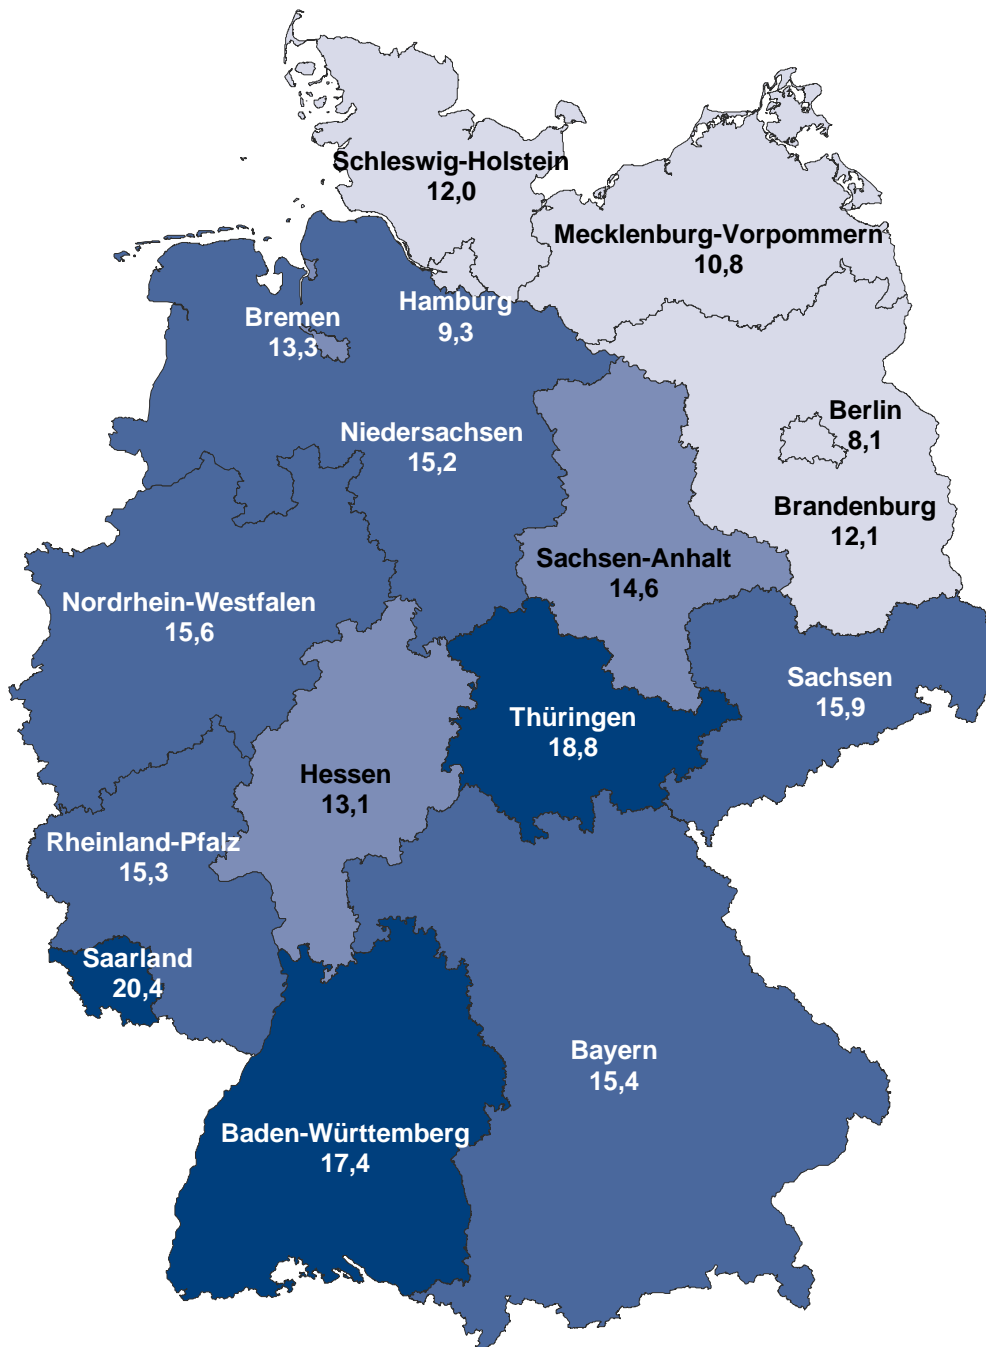 Schleswig-Holstein
12,0
Mecklenburg-Vorpommern
10,8
Hamburg
9,3
Bremen
13,3
Berlin
8,1
Niedersachsen
15,2
Brandenburg
12,1
Sachsen-Anhalt
14,6
Nordrhein-Westfalen
15,6
Sachsen
15,9
Thüringen
18,8
Hessen
13,1
Rheinland-Pfalz
15,3
Saarland
20,4
Bayern
15,4
Baden-Württemberg
17,4